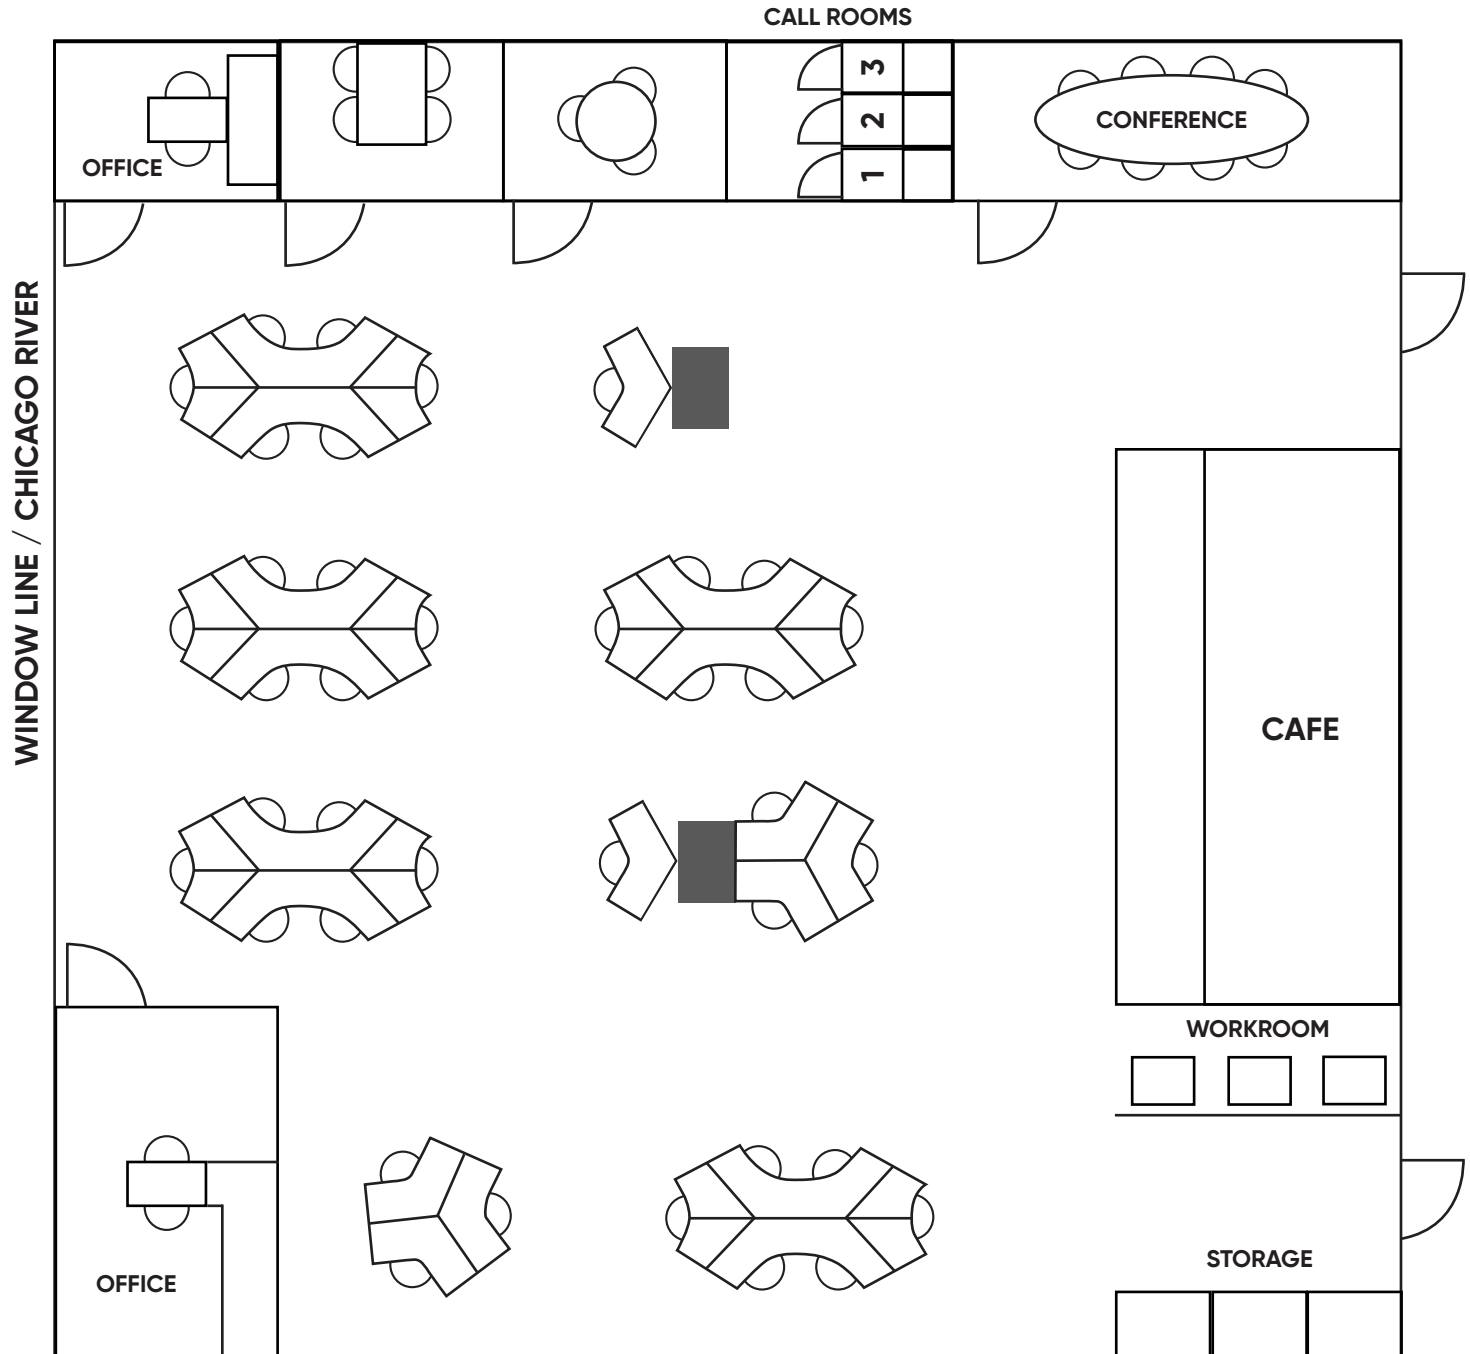 CALL ROOMS
OFFICE
3
2
1
CONFERENCE
WINDOW LINE / CHICAGO RIVER
CAFE
WORKROOM
OFFICE
STORAGE